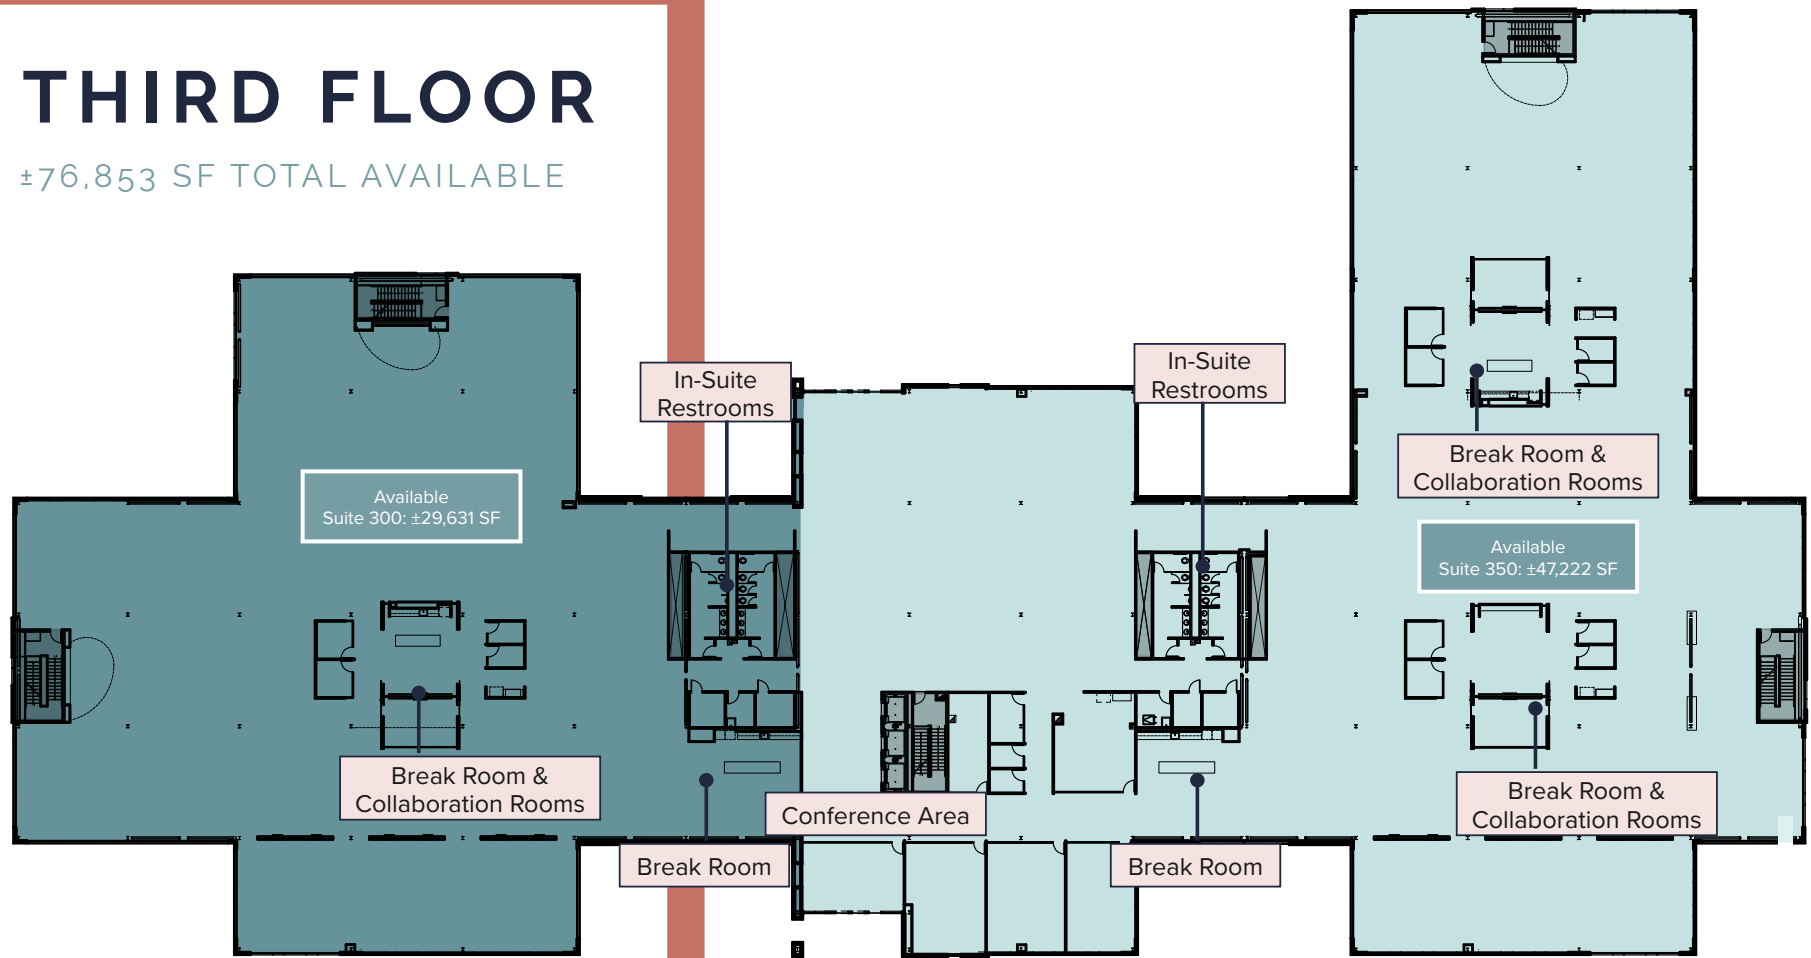 THIRD FLOOR
±76,853 SF TOTAL AVAILABLE
In-Suite
Restrooms
In-Suite
Restrooms
Break Room &
Collaboration Rooms
Available
Suite 300: ±29,631 SF
Available
Suite 350: ±47,222 SF
Break Room &
Collaboration Rooms
Conference Area
Break Room &
Collaboration Rooms
Break Room
Break Room